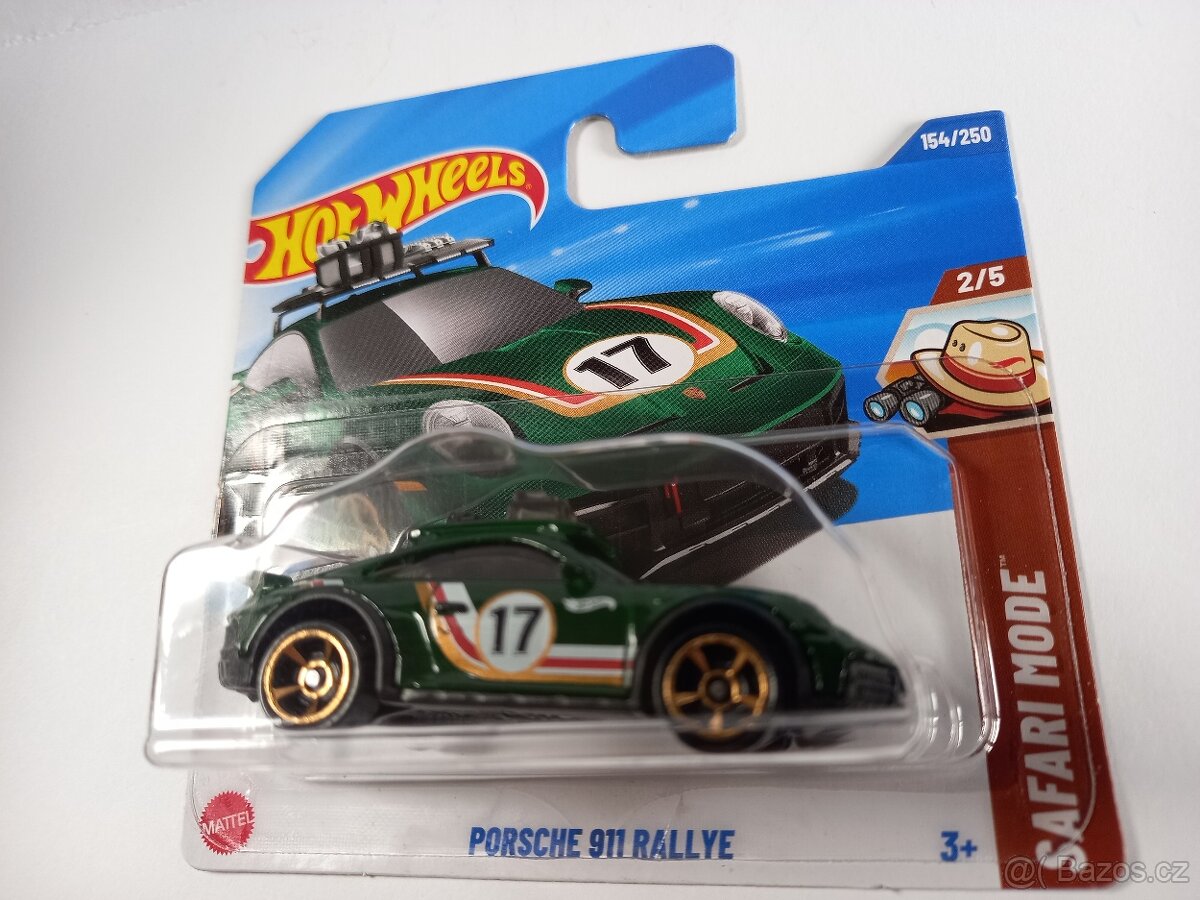 154/250
HOT WHEELS
2/5
17
17
SAFARI MODE™
MATTEL
PORSCHE 911 RALLYE
3+
@( Bazos.cz